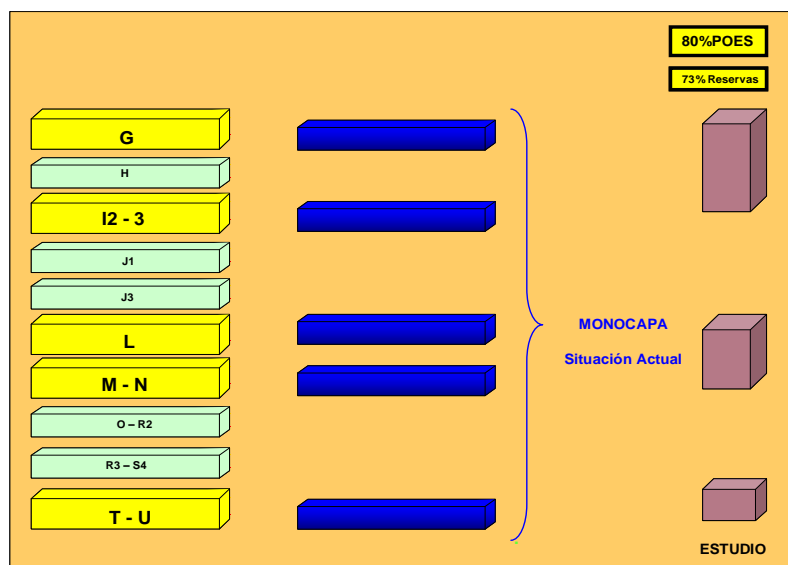 80%POES
73% Reservas
G
H
I2 - 3
J1
J3
L
M - N
O – R2
R3 – S4
T - U
MONOCAPA
Situación Actual
ESTUDIO